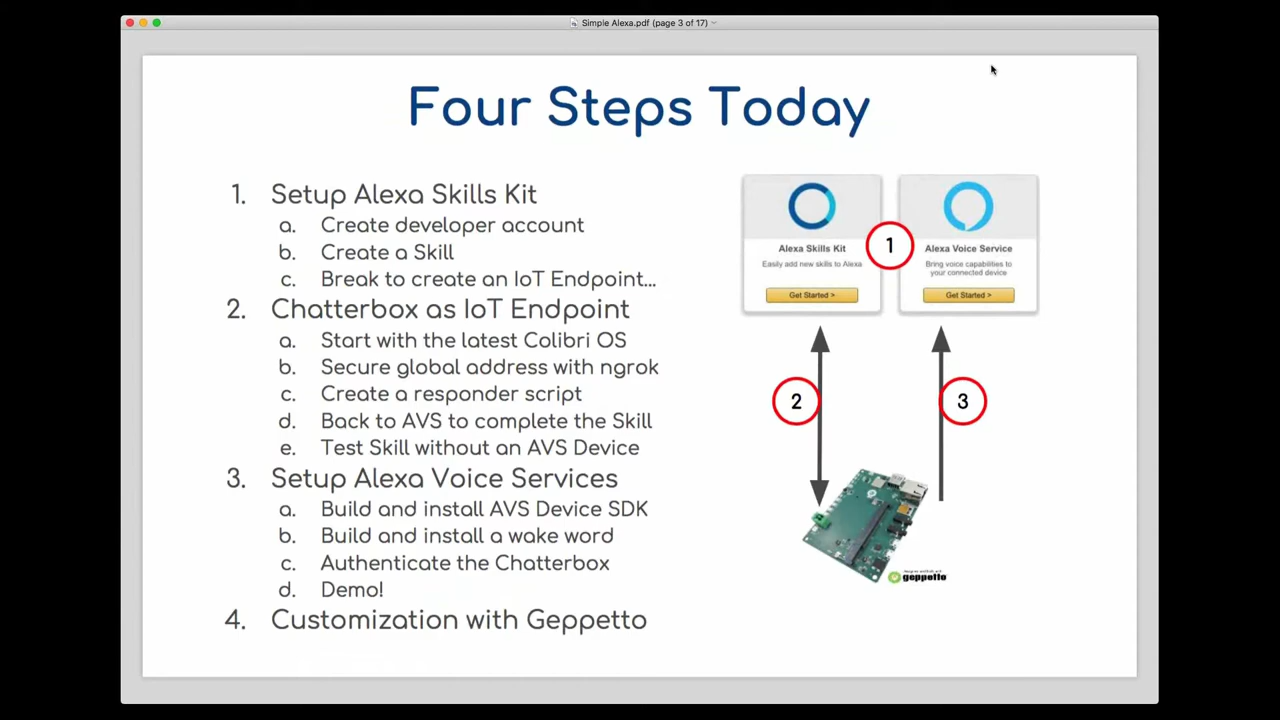 Simple Alexa.pdf (page 3 of 17)
Four Steps Today
1. Setup Alexa Skills Kit
a. Create developer account
b. Create a Skill
c. Break to create an IoT Endpoint...
2. Chatterbox as IoT Endpoint
a. Start with the latest Colibri OS
b. Secure global address with ngrok
c. Create a responder script
d. Back to AVS to complete the Skill
e. Test Skill without an AVS Device
3. Setup Alexa Voice Services
a. Build and install AVS Device SDK
b. Build and install a wake word
c. Authenticate the Chatterbox
d. Demo!
4. Customization with Geppetto
Alexa Skills Kit
Easily add new skills to Alexa
Get Started >
1
Alexa Voice Service
Bring voice capabilities to
your connected device
Get Started >
2
3
geppetto